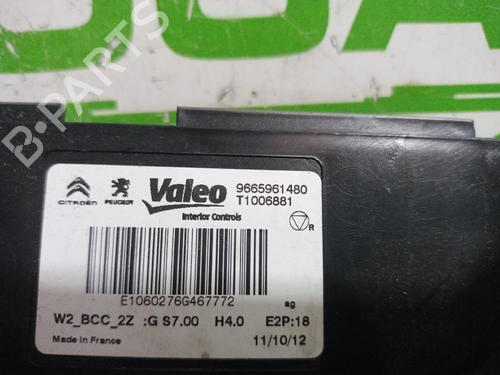 B-PARTS
CITROËN
PEUGEOT
Valeo
Interior Controls
9665961480
T1006881
R
E1060276G467772
ag
W2_BCC_2Z :G S7.00 H4.0 E2P:18
Made in France
11/10/12